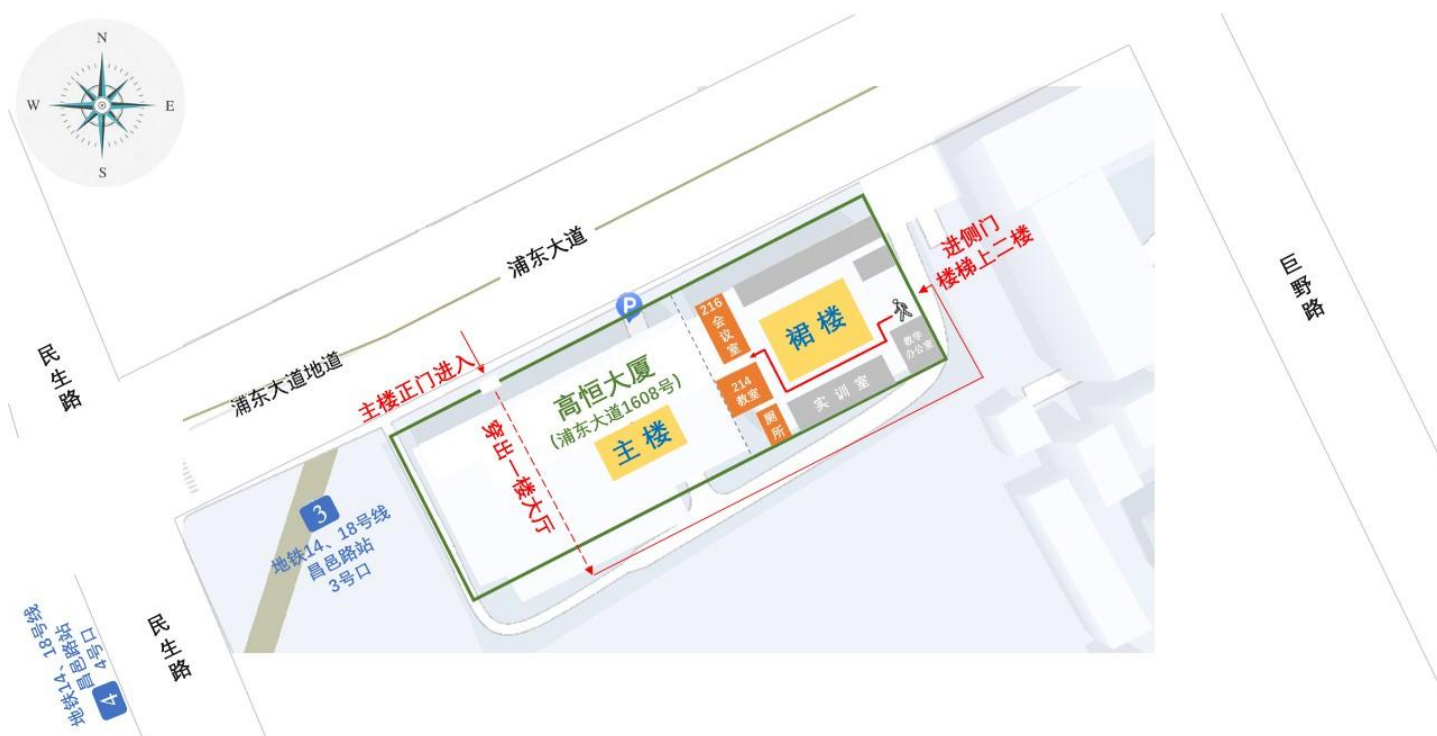 N
W
E
S
浦东大道
民生路
浦东大道地道
主楼正门进入
穿出一楼大厅
高恒大厦
(浦东大道1608号)
主楼
P
216
会议室
裙楼
214
教室
厕所
实训室
教学
办公室
进侧门
楼梯上二楼
巨野路
3
地铁14、18号线
昌邑路站
3号口
民生路
地铁14、18号线
昌邑路站
4号口
4